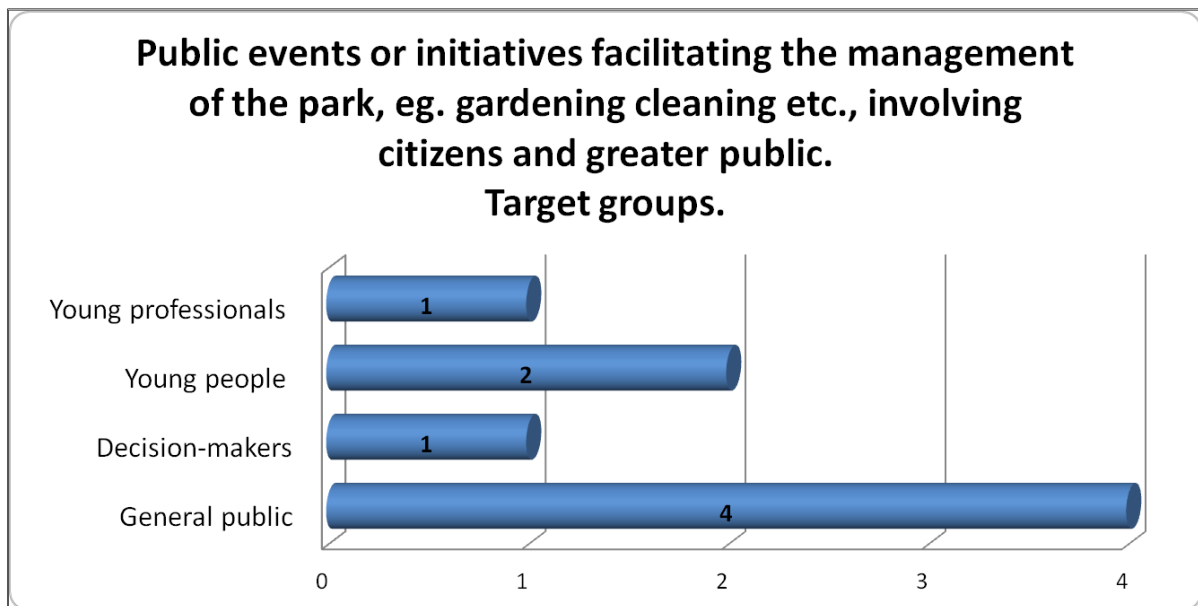 Public events or initiatives facilitating the management
of the park, eg. gardening cleaning etc., involving
citizens and greater public.
Target groups.
Young professionals
1
Young people
2
Decision-makers
1
General public
4
0 1 2 3 4